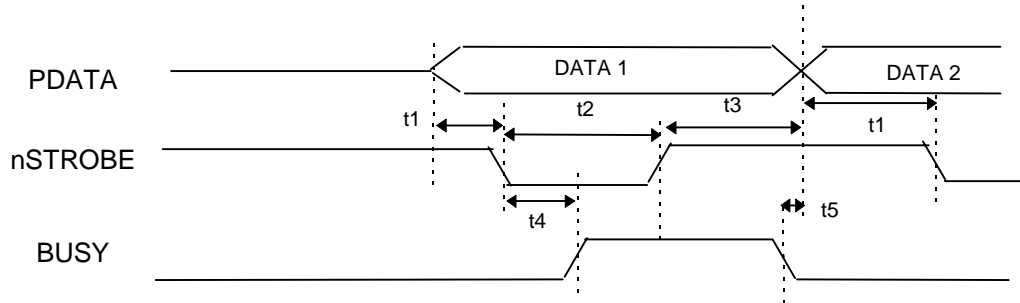 PDATA
DATA 1
DATA 2
t1
t2
t3
t1
nSTROBE
t4
t5
BUSY